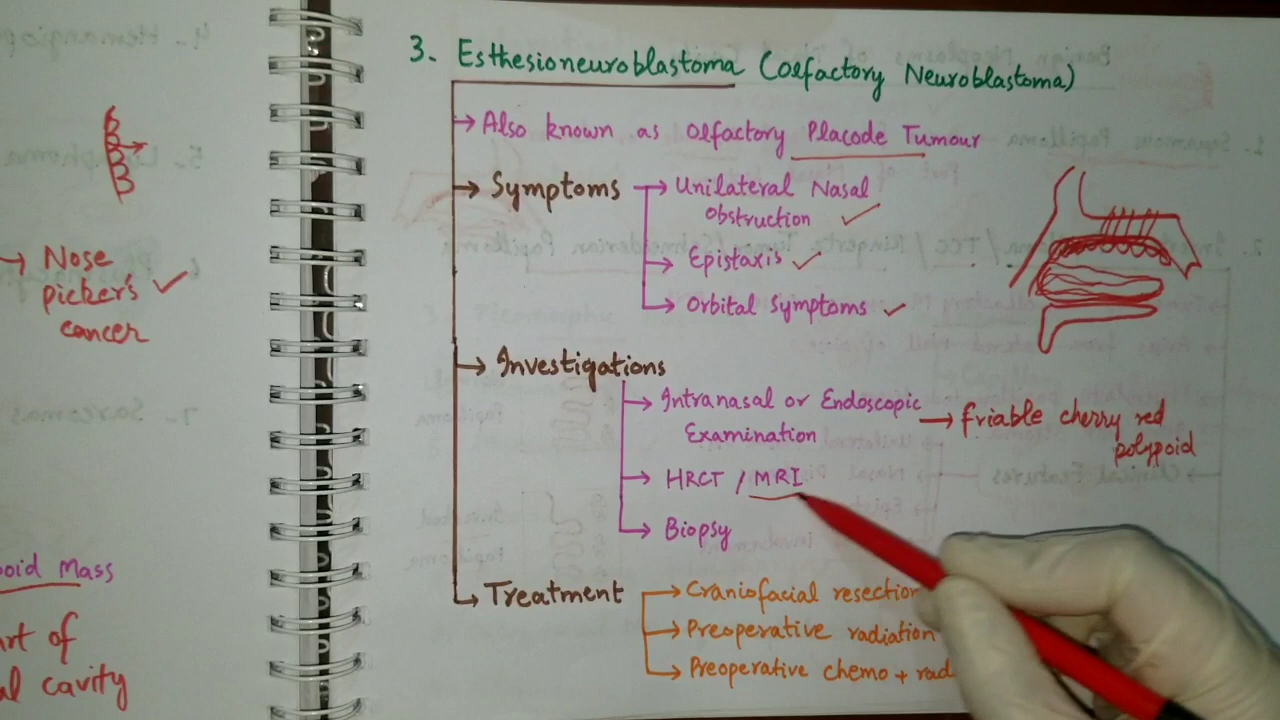 Nose
picker's
cancer
Mass
of
cavity
3. Esthesioneuroblastoma (Oelfactory Neuroblastoma)
Also known as Olfactory Placode Tumour
Symptoms
Unilateral Nasal
Obstruction
Epistaxis
Orbital Symptoms
Investigations
Intranasal or Endoscopic
Examination
friable cherry red
polypoid
HRCT / MRI
Biopsy
Treatment
Craniofacial resection
Preoperative radiation
Preoperative chemo +